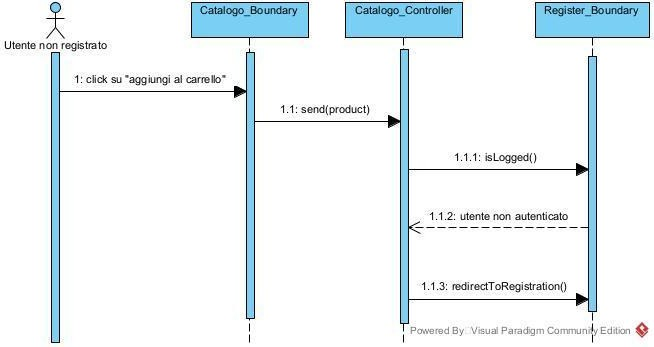 Catalogo_Boundary
Catalogo_Controller
Register_Boundary
Utente non registrato
1: click su "aggiungi al carrello"
1.1: send(product)
1.1.1: isLogged()
1.1.2: utente non autenticato
1.1.3: redirectToRegistration()
Powered By Visual Paradigm Community Edition